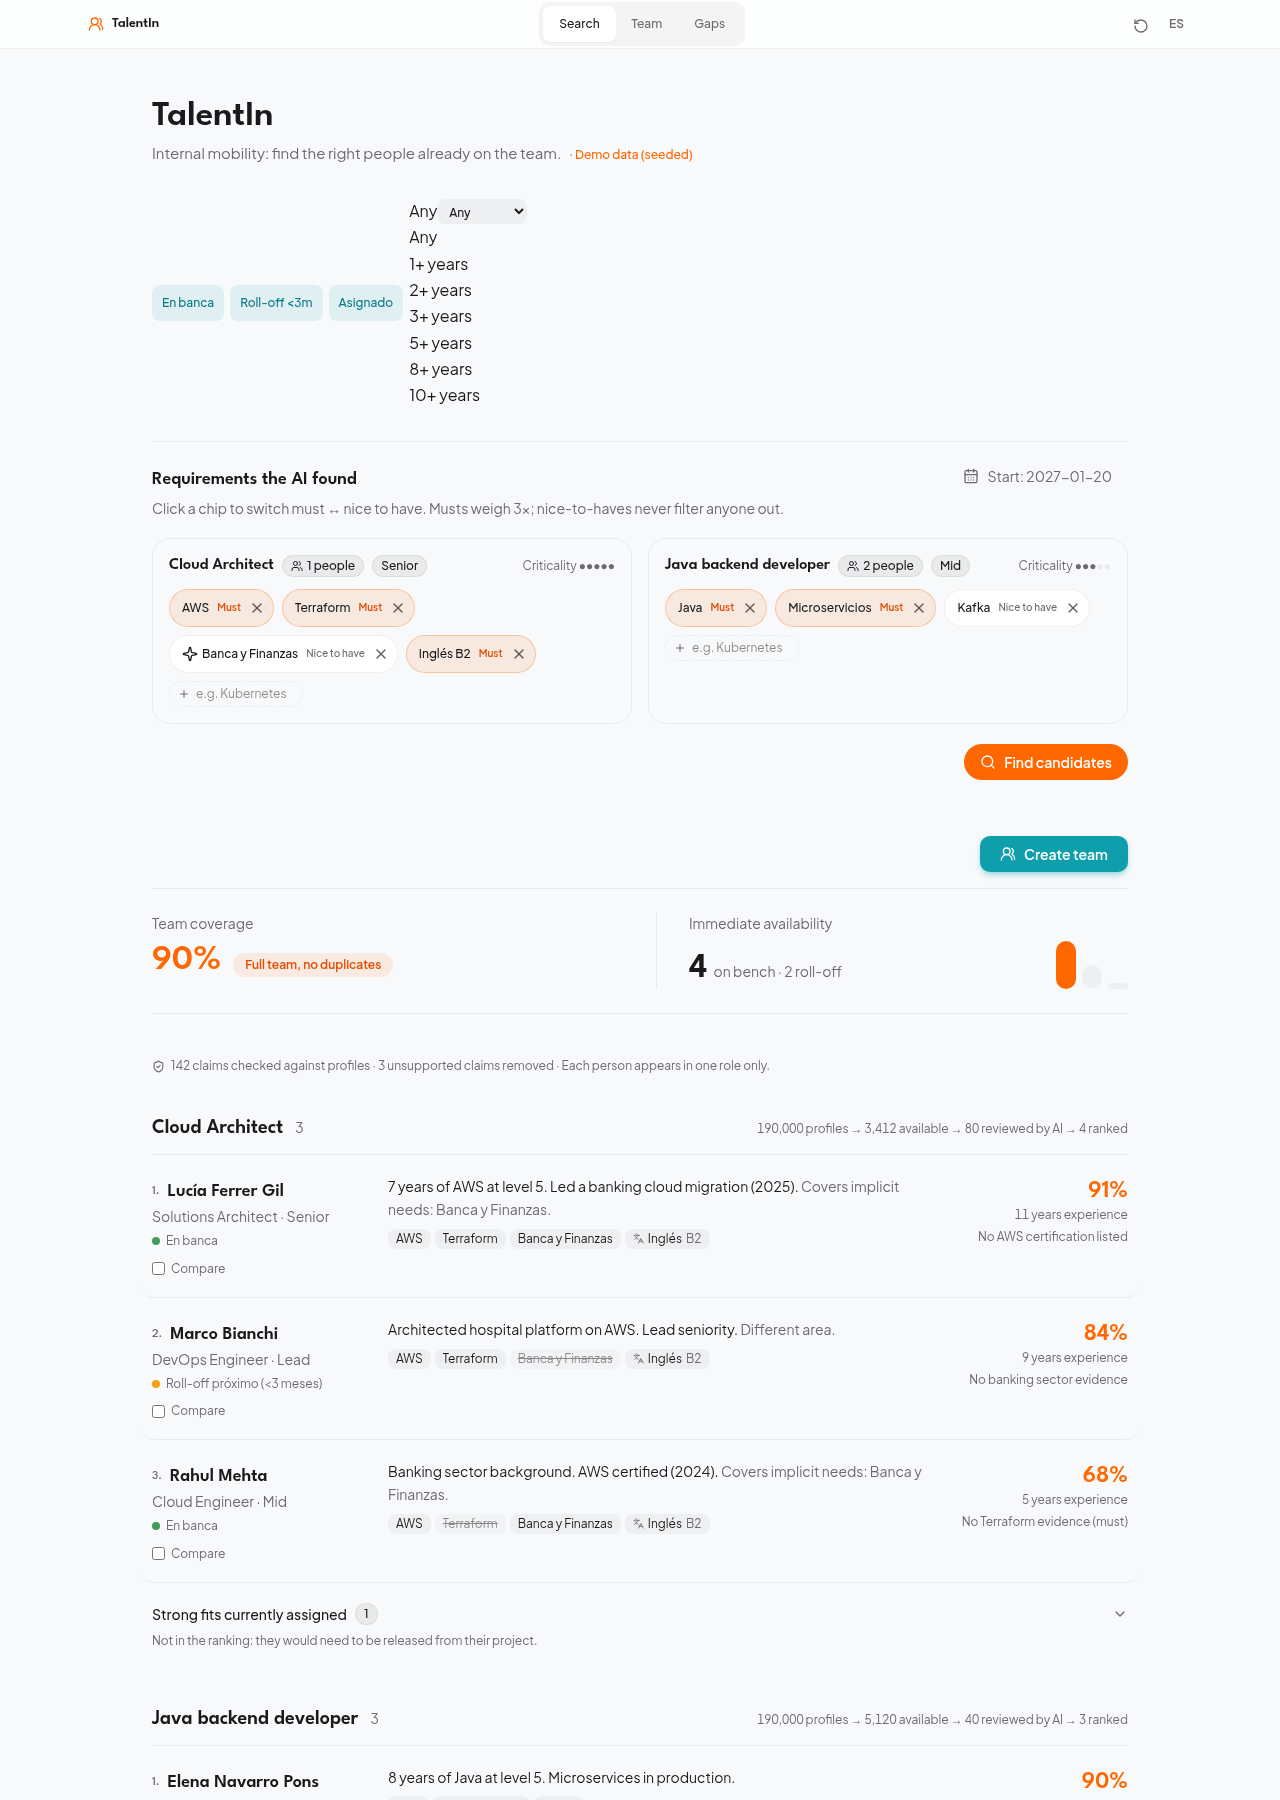 TalentIn
Search
Team
Gaps
ES
TalentIn
Internal mobility: find the right people already on the team. · Demo data (seeded)
En banca
Roll-off <3m
Asignado
Any
Any
Any
1+ years
2+ years
3+ years
5+ years
8+ years
10+ years
Requirements the AI found
Start: 2027-01-20
Click a chip to switch must ↔ nice to have. Musts weigh 3×; nice-to-haves never filter anyone out.
Cloud Architect
1 people
Senior
Criticality ●●●●●
AWS Must
Terraform Must
Banca y Finanzas Nice to have
Inglés B2 Must
+ e.g. Kubernetes
Java backend developer
2 people
Mid
Criticality ●●●●●
Java Must
Microservicios Must
Kafka Nice to have
+ e.g. Kubernetes
Find candidates
Create team
Team coverage
90% Full team, no duplicates
Immediate availability
4 on bench · 2 roll-off
142 claims checked against profiles · 3 unsupported claims removed · Each person appears in one role only.
Cloud Architect 3
190,000 profiles → 3,412 available → 80 reviewed by AI → 4 ranked
1. Lucía Ferrer Gil
Solutions Architect · Senior
En banca
Compare
7 years of AWS at level 5. Led a banking cloud migration (2025). Covers implicit
needs: Banca y Finanzas.
AWS Terraform Banca y Finanzas Inglés B2
91%
11 years experience
No AWS certification listed
2. Marco Bianchi
DevOps Engineer · Lead
Roll-off próximo (<3 meses)
Compare
Architected hospital platform on AWS. Lead seniority. Different area.
AWS Terraform Banca y Finanzas Inglés B2
84%
9 years experience
No banking sector evidence
3. Rahul Mehta
Cloud Engineer · Mid
En banca
Compare
Banking sector background. AWS certified (2024). Covers implicit needs: Banca y
Finanzas.
AWS Terraform Banca y Finanzas Inglés B2
68%
5 years experience
No Terraform evidence (must)
Strong fits currently assigned 1
Not in the ranking: they would need to be released from their project.
Java backend developer 3
190,000 profiles → 5,120 available → 40 reviewed by AI → 3 ranked
1. Elena Navarro Pons
8 years of Java at level 5. Microservices in production.
90%